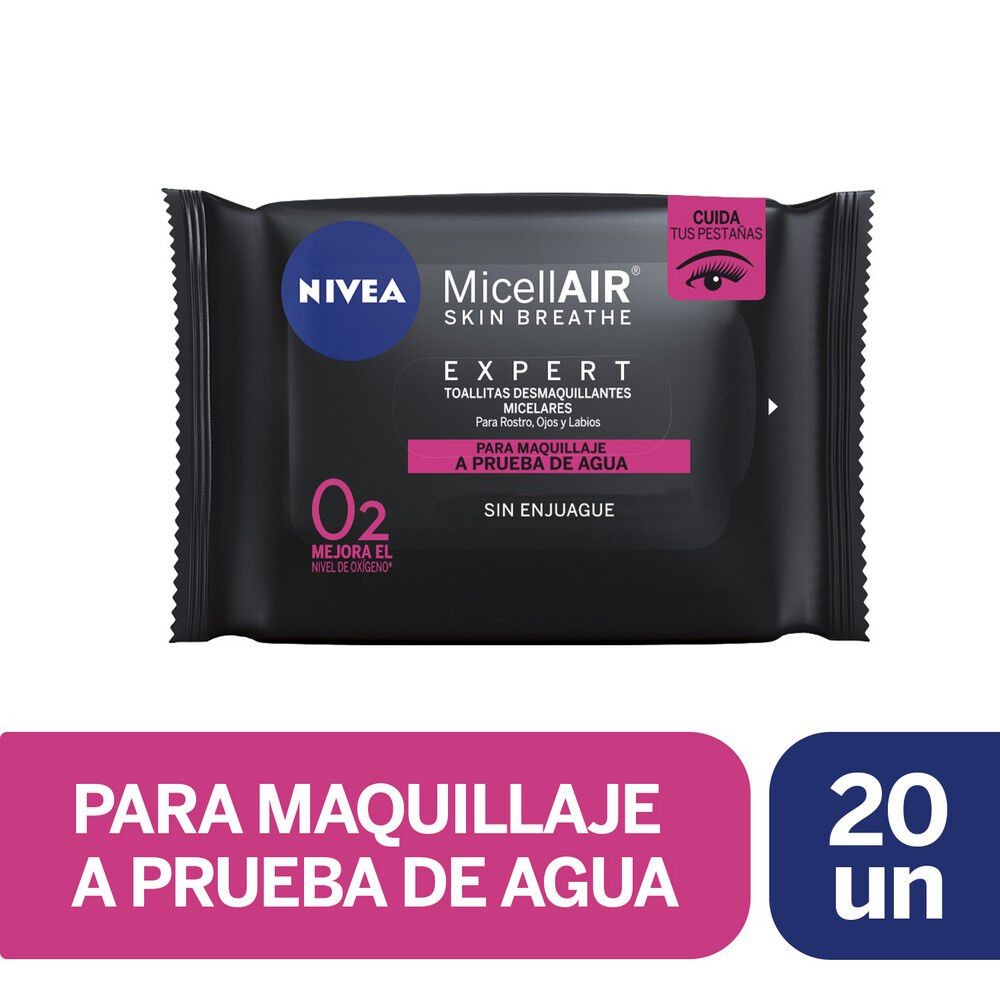 CUIDA
TUS PESTAÑAS
NIVEA
MicellAIR®
SKIN BREATHE
EXPERT
TOALLITAS DESMAQUILLANTES
MICELARES
Para Rostro, Ojos y Labios
PARA MAQUILLAJE
A PRUEBA DE AGUA
SIN ENJUAGUE
O2
MEJORA EL
NIVEL DE OXÍGENO*
PARA MAQUILLAJE
A PRUEBA DE AGUA
20
un